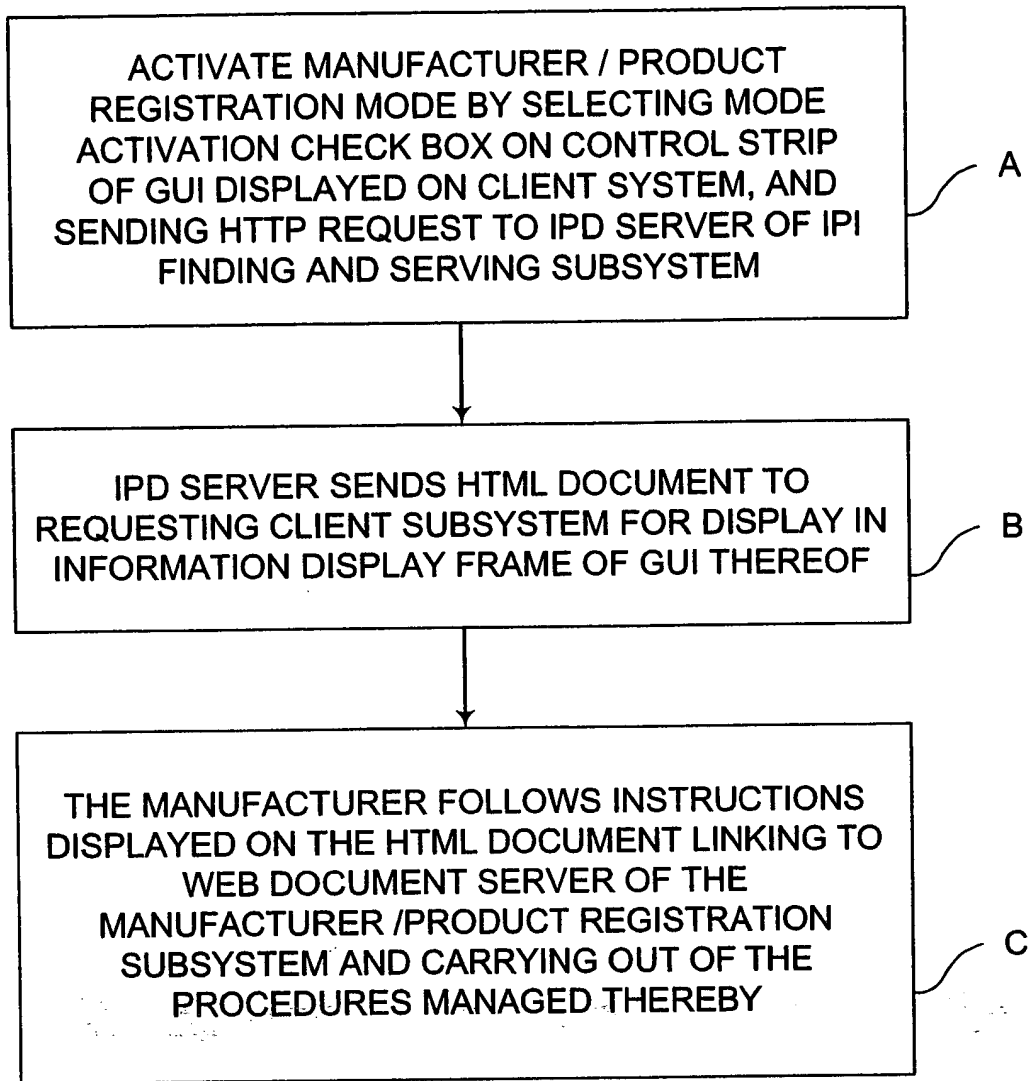 ACTIVATE MANUFACTURER / PRODUCT
REGISTRATION MODE BY SELECTING MODE
ACTIVATION CHECK BOX ON CONTROL STRIP
OF GUI DISPLAYED ON CLIENT SYSTEM, AND
SENDING HTTP REQUEST TO IPD SERVER OF IPI
FINDING AND SERVING SUBSYSTEM
A
IPD SERVER SENDS HTML DOCUMENT TO
REQUESTING CLIENT SUBSYSTEM FOR DISPLAY IN
INFORMATION DISPLAY FRAME OF GUI THEREOF
B
THE MANUFACTURER FOLLOWS INSTRUCTIONS
DISPLAYED ON THE HTML DOCUMENT LINKING TO
WEB DOCUMENT SERVER OF THE
MANUFACTURER /PRODUCT REGISTRATION
SUBSYSTEM AND CARRYING OUT OF THE
PROCEDURES MANAGED THEREBY
C